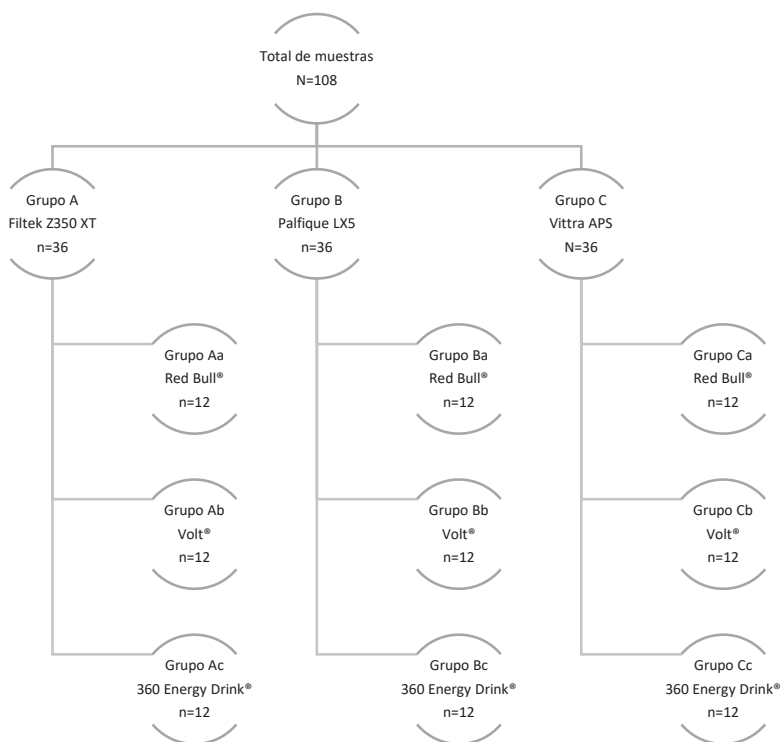 Total de muestras
N=108
Grupo A
Filtek Z350 XT
n=36
Grupo B
Palfique LX5
n=36
Grupo C
Vittra APS
N=36
Grupo Aa
Red Bull®
n=12
Grupo Ba
Red Bull®
n=12
Grupo Ca
Red Bull®
n=12
Grupo Ab
Volt®
n=12
Grupo Bb
Volt®
n=12
Grupo Cb
Volt®
n=12
Grupo Ac
360 Energy Drink®
n=12
Grupo Bc
360 Energy Drink®
n=12
Grupo Cc
360 Energy Drink®
n=12